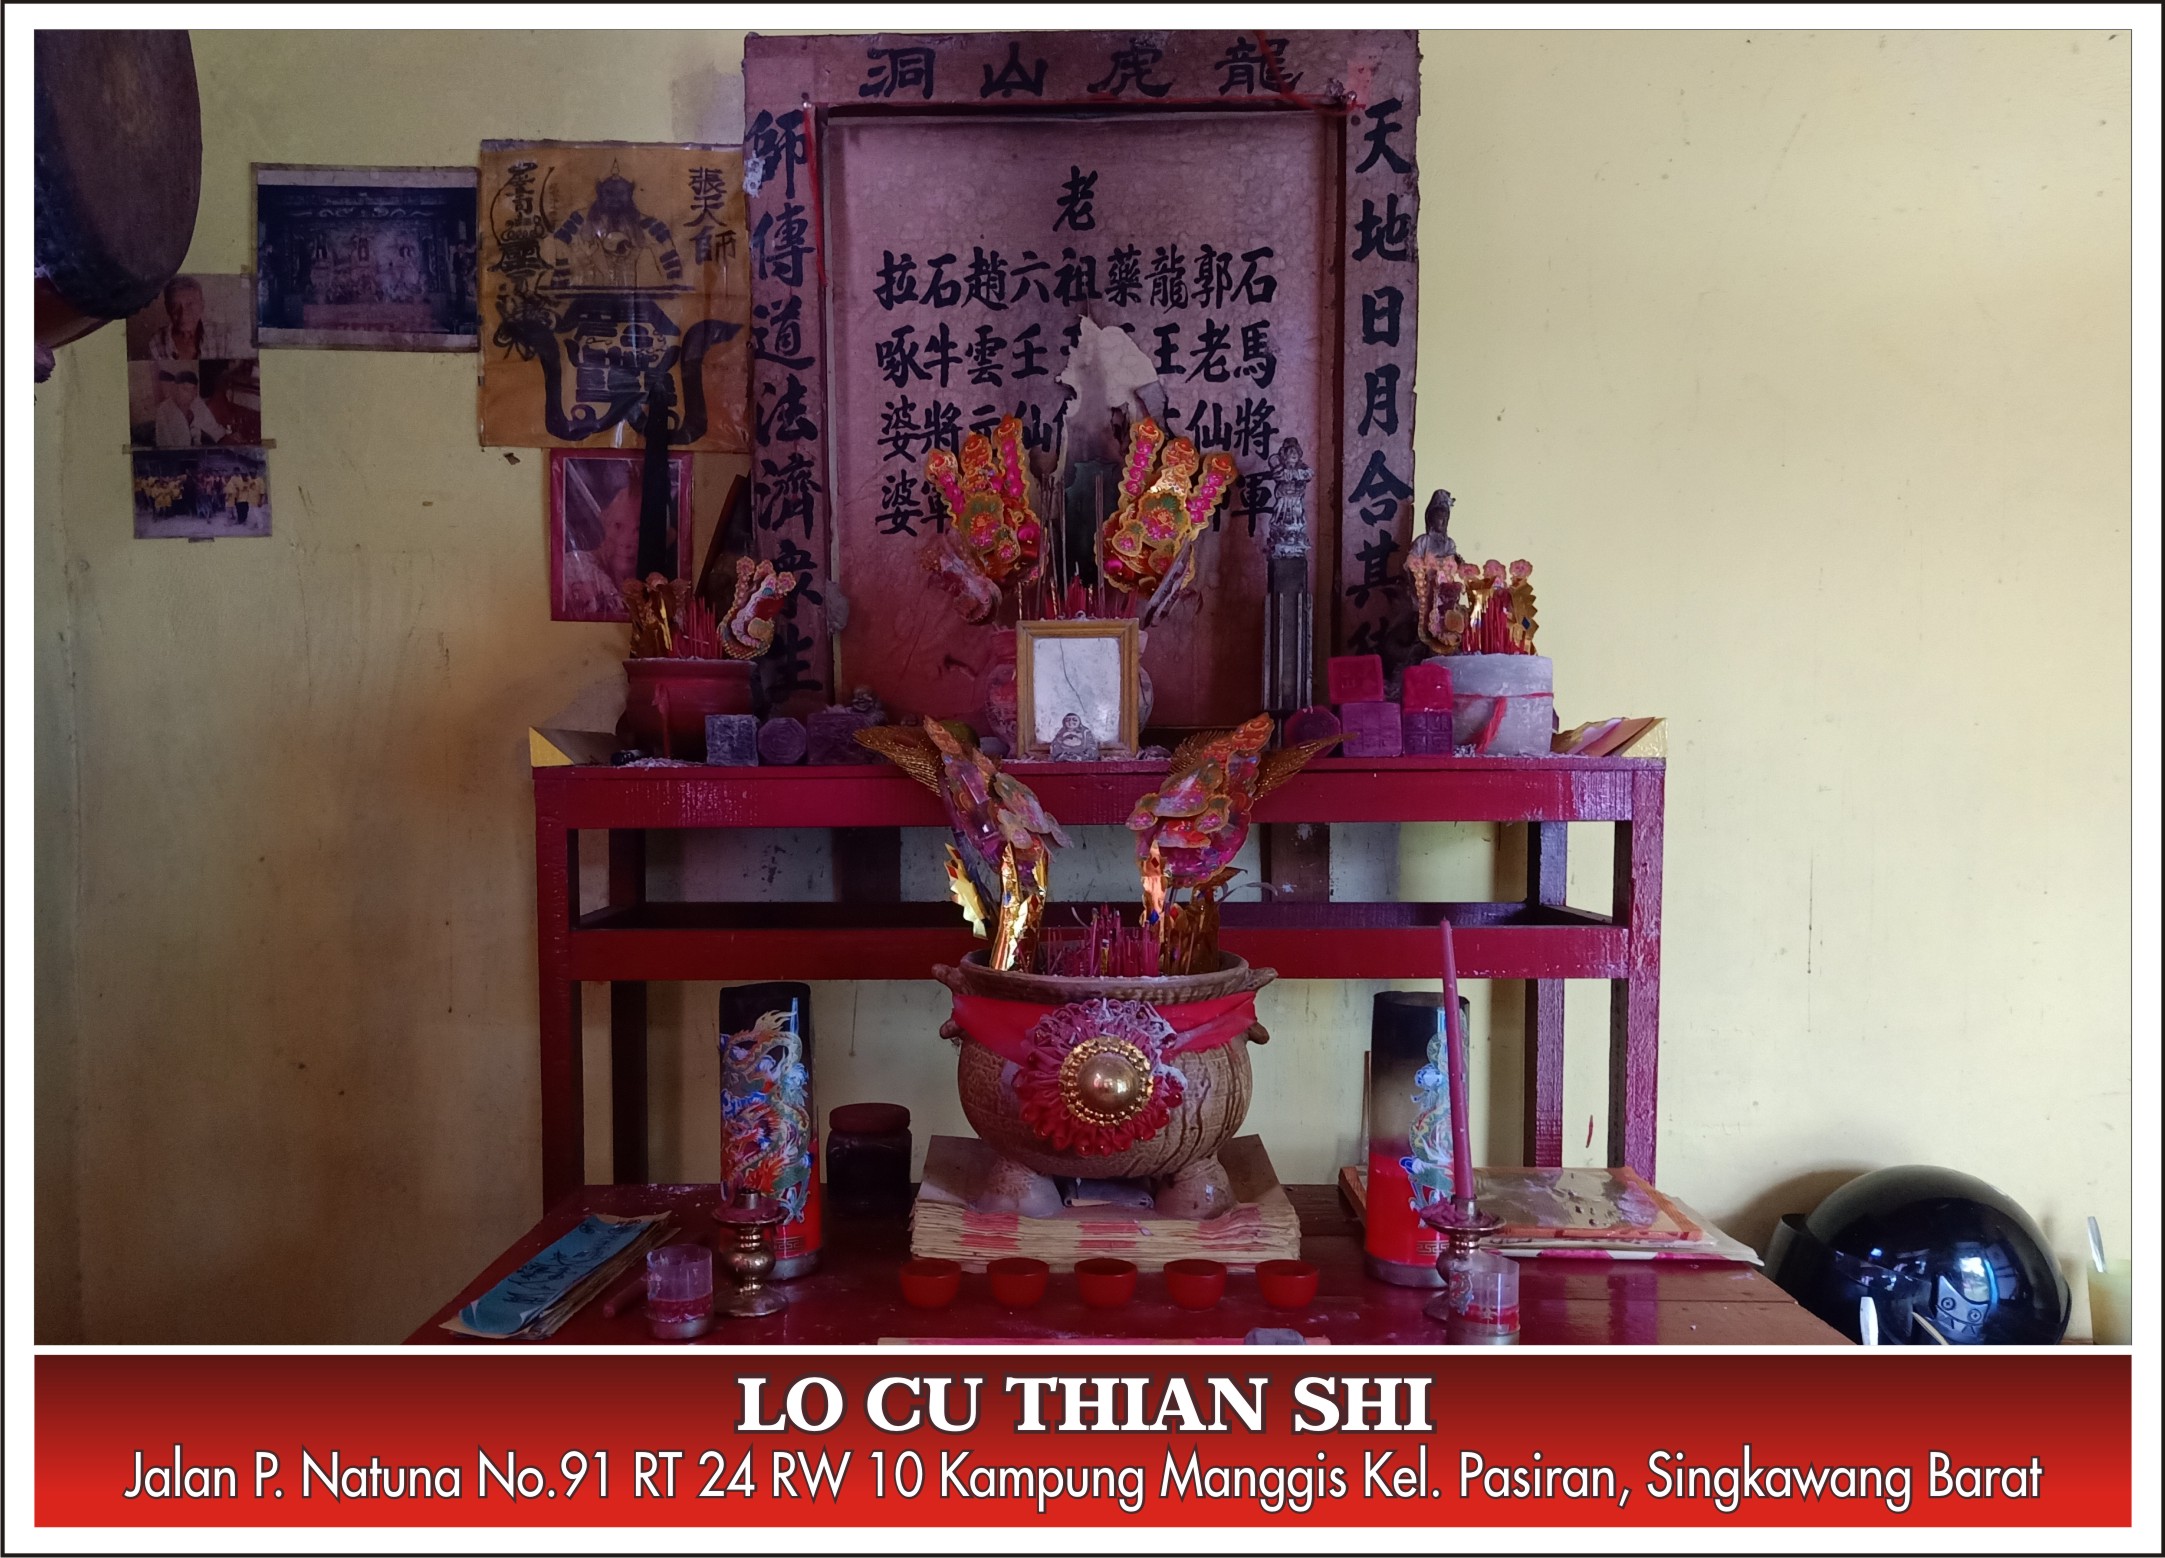 龍虎山洞
天地日月合其
師傳道法濟衆生
張天師
老
石馬將軍
郭老仙
龍王
藥
祖
六壬仙
趙雲
石牛將軍
拉啄婆婆
LO CU THIAN SHI
Jalan P. Natuna No.91 RT 24 RW 10 Kampung Manggis Kel. Pasiran, Singkawang Barat